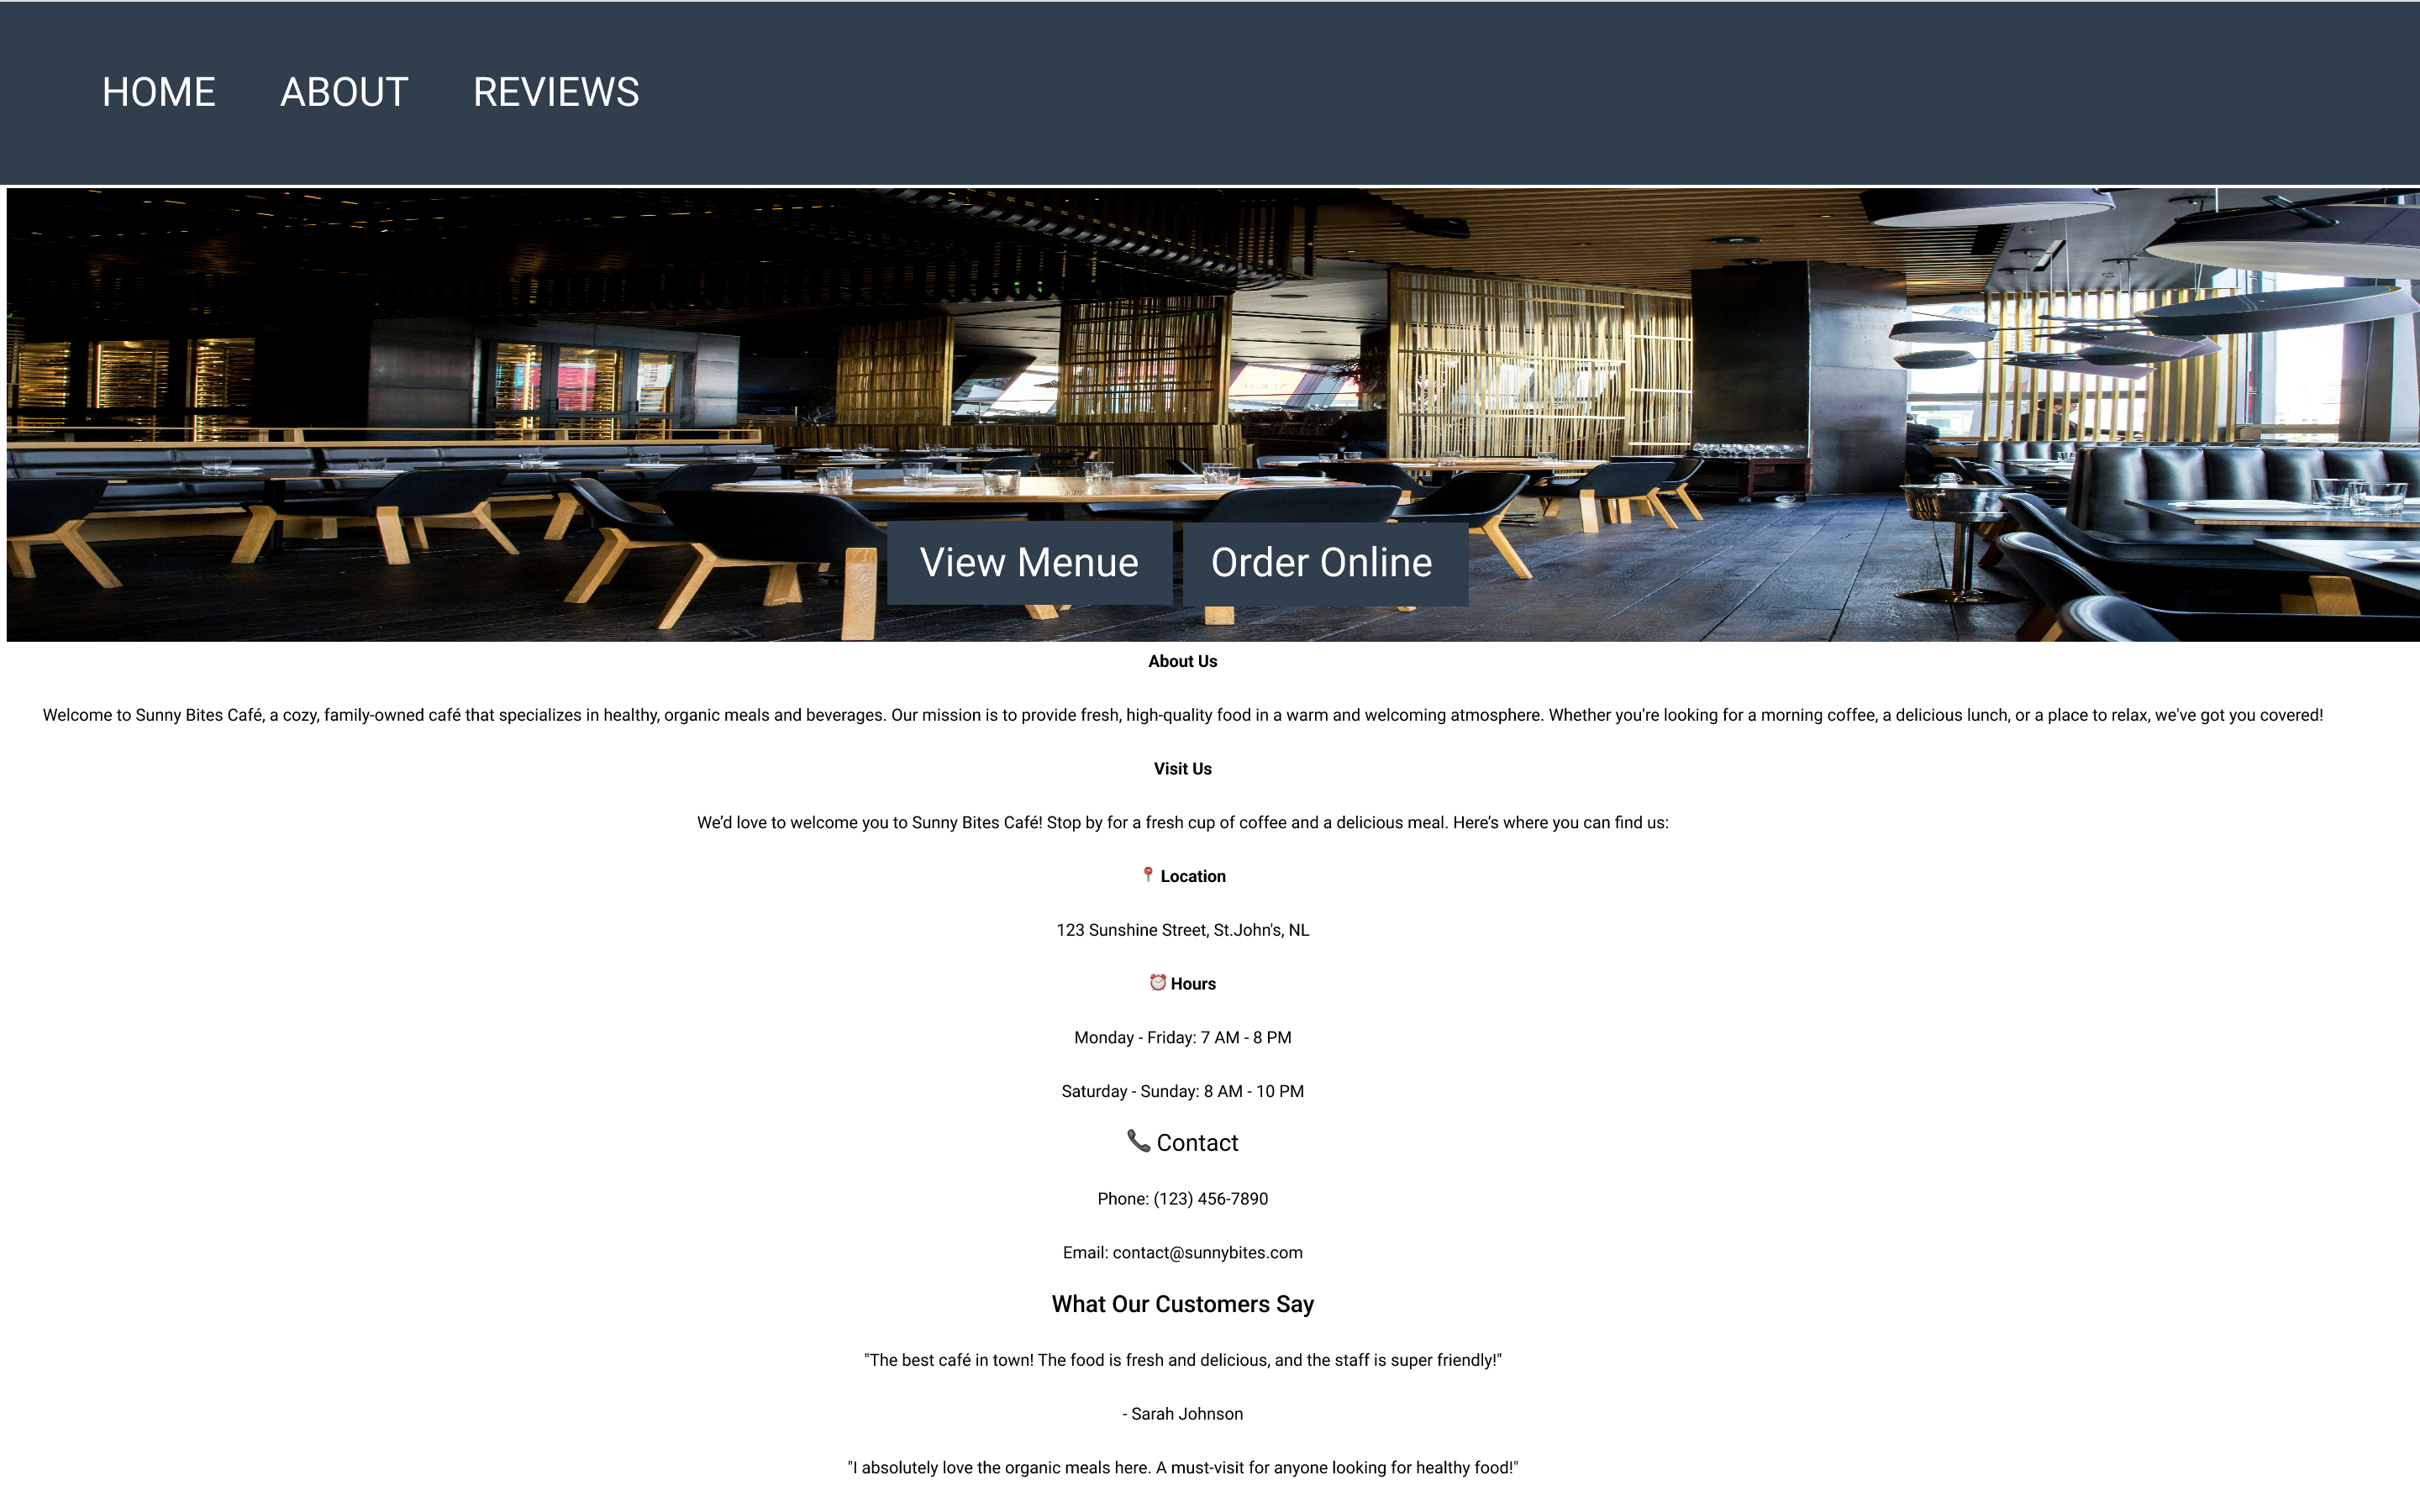 HOME ABOUT REVIEWS
View Menue Order Online
About Us
Welcome to Sunny Bites Café, a cozy, family-owned café that specializes in healthy, organic meals and beverages. Our mission is to provide fresh, high-quality food in a warm and welcoming atmosphere. Whether you're looking for a morning coffee, a delicious lunch, or a place to relax, we've got you covered!
Visit Us
We’d love to welcome you to Sunny Bites Café! Stop by for a fresh cup of coffee and a delicious meal. Here’s where you can find us:
📍 Location
123 Sunshine Street, St.John's, NL
⏰ Hours
Monday - Friday: 7 AM - 8 PM
Saturday - Sunday: 8 AM - 10 PM
📞 Contact
Phone: (123) 456-7890
Email: contact@sunnybites.com
What Our Customers Say
"The best café in town! The food is fresh and delicious, and the staff is super friendly!"
- Sarah Johnson
"I absolutely love the organic meals here. A must-visit for anyone looking for healthy food!"